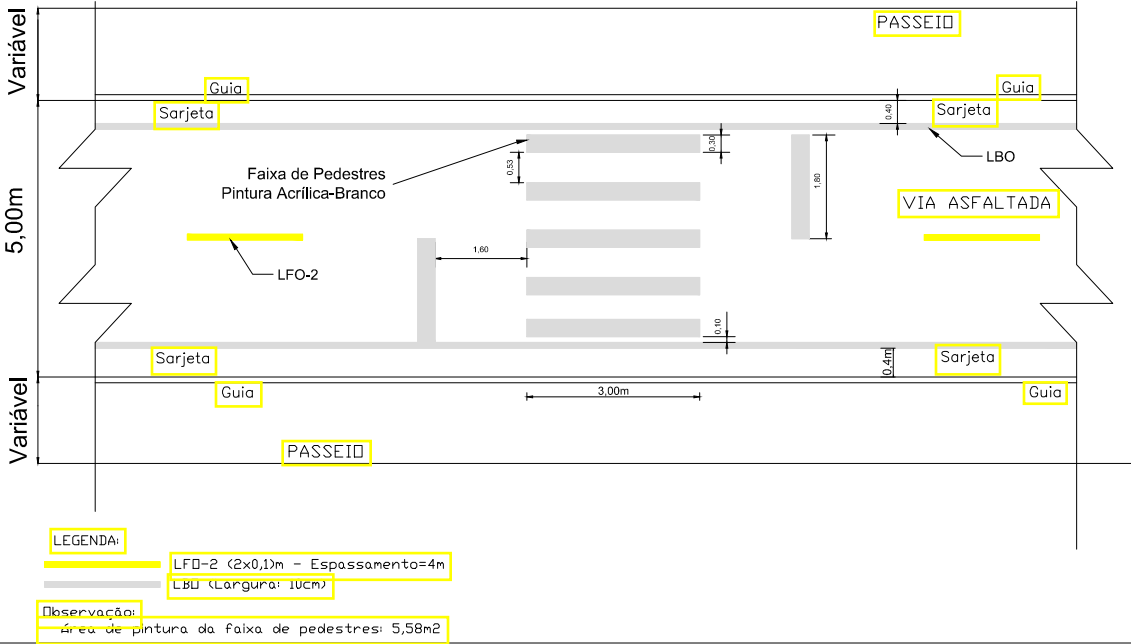 PASSEIO
Variável
Guia
Guia
Sarjeta
Sarjeta
0,40
LBO
Faixa de Pedestres
Pintura Acrílica-Branco
0,53
0,30
1,80
VIA ASFALTADA
5,00m
1,60
LFO-2
0,10
Sarjeta
Sarjeta
0,4m
Guia
3,00m
Guia
Variável
PASSEIO
LEGENDA:
LFO-2 (2x0,1)m - Espassamento=4m
LBO (Largura: 10cm)
Observação:
Área de pintura da faixa de pedestres: 5,58m2